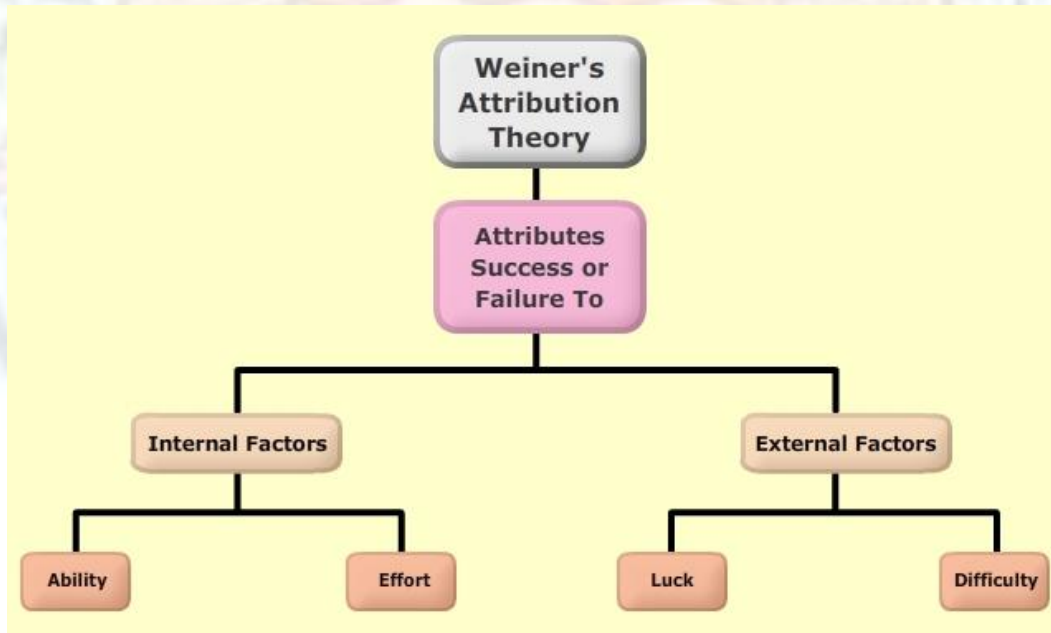 Weiner's
Attribution
Theory
Attributes
Success or
Failure To
Internal Factors
External Factors
Ability
Effort
Luck
Difficulty